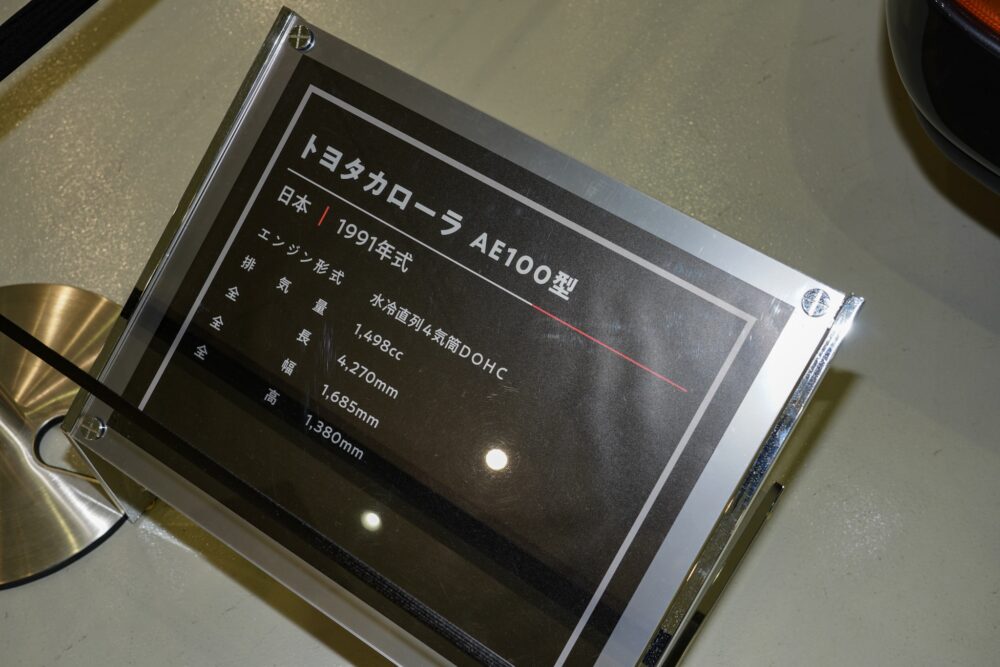 トヨタカローラ AE100型
日本 | 1991年式
エンジン形式 水冷直列4気筒DOHC
排気量 1,498cc
全長 4,270mm
全幅 1,685mm
全高 1,380mm